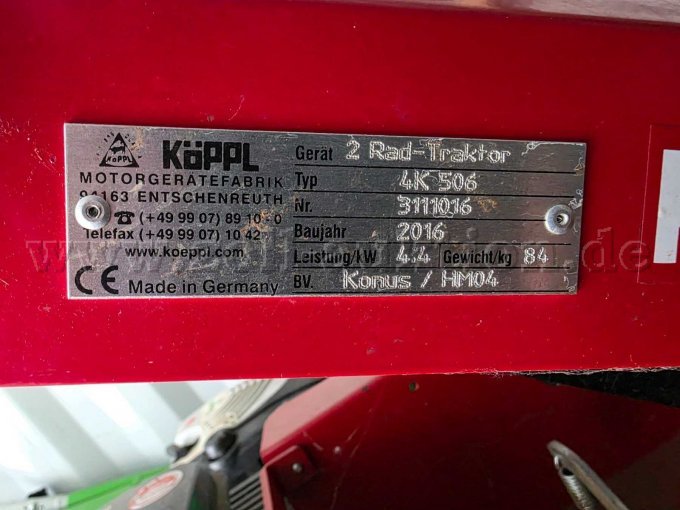 KÖPPL
KÖPPL
MOTORGERÄTEFABRIK
94163 ENTSCHENREUTH
☎ (+49 99 07) 89 10-0
Telefax (+49 99 07) 10 42
www.koeppl.com
CE Made in Germany
Gerät 2 Rad-Traktor
Typ 4K 506
Nr. 3111016
Baujahr 2016
Leistung/kW 4.4 Gewicht/kg 84
BV. Konus / HM04